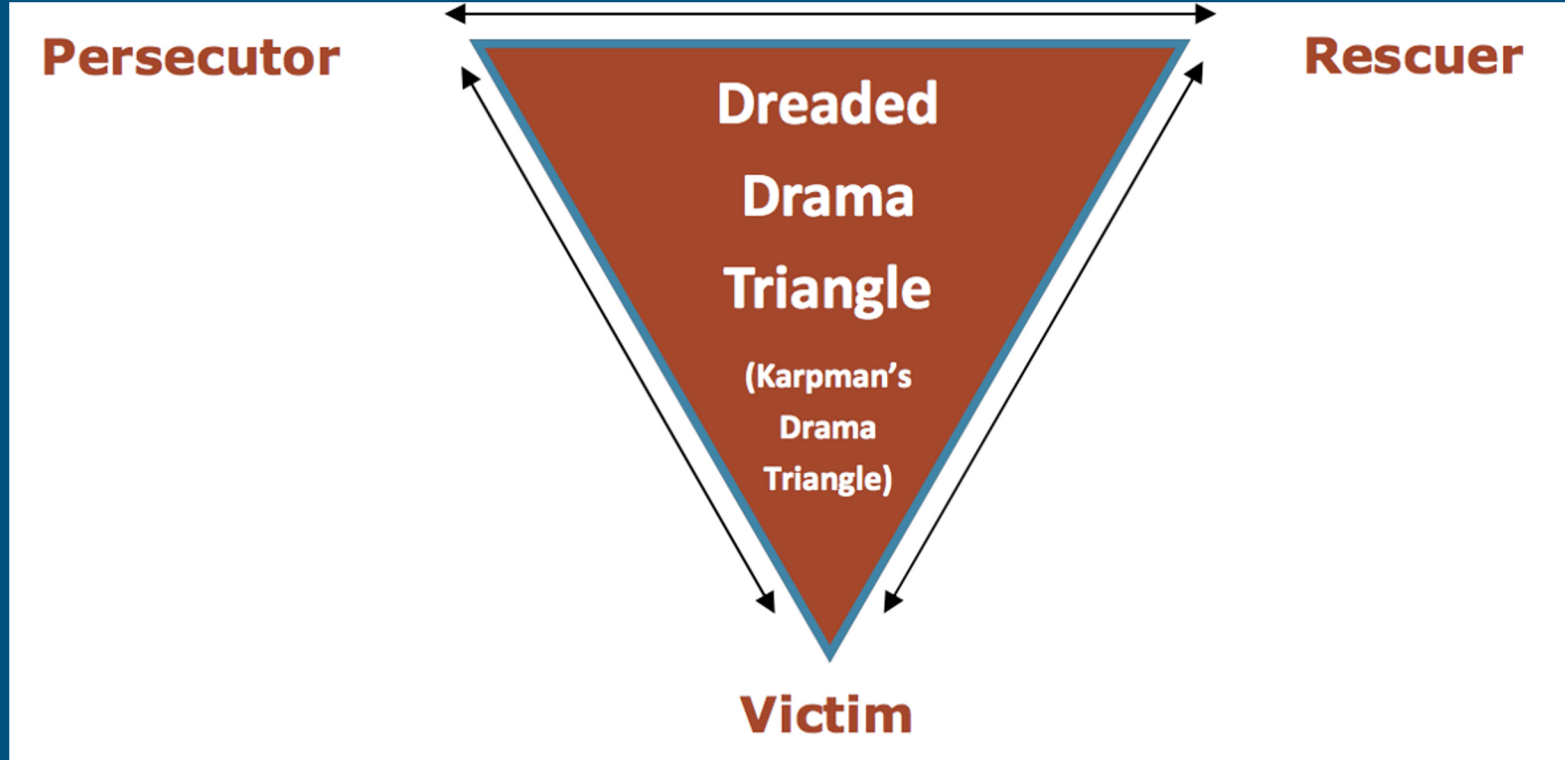 Persecutor
Rescuer
Dreaded
Drama
Triangle
(Karpman’s
Drama
Triangle)
Victim